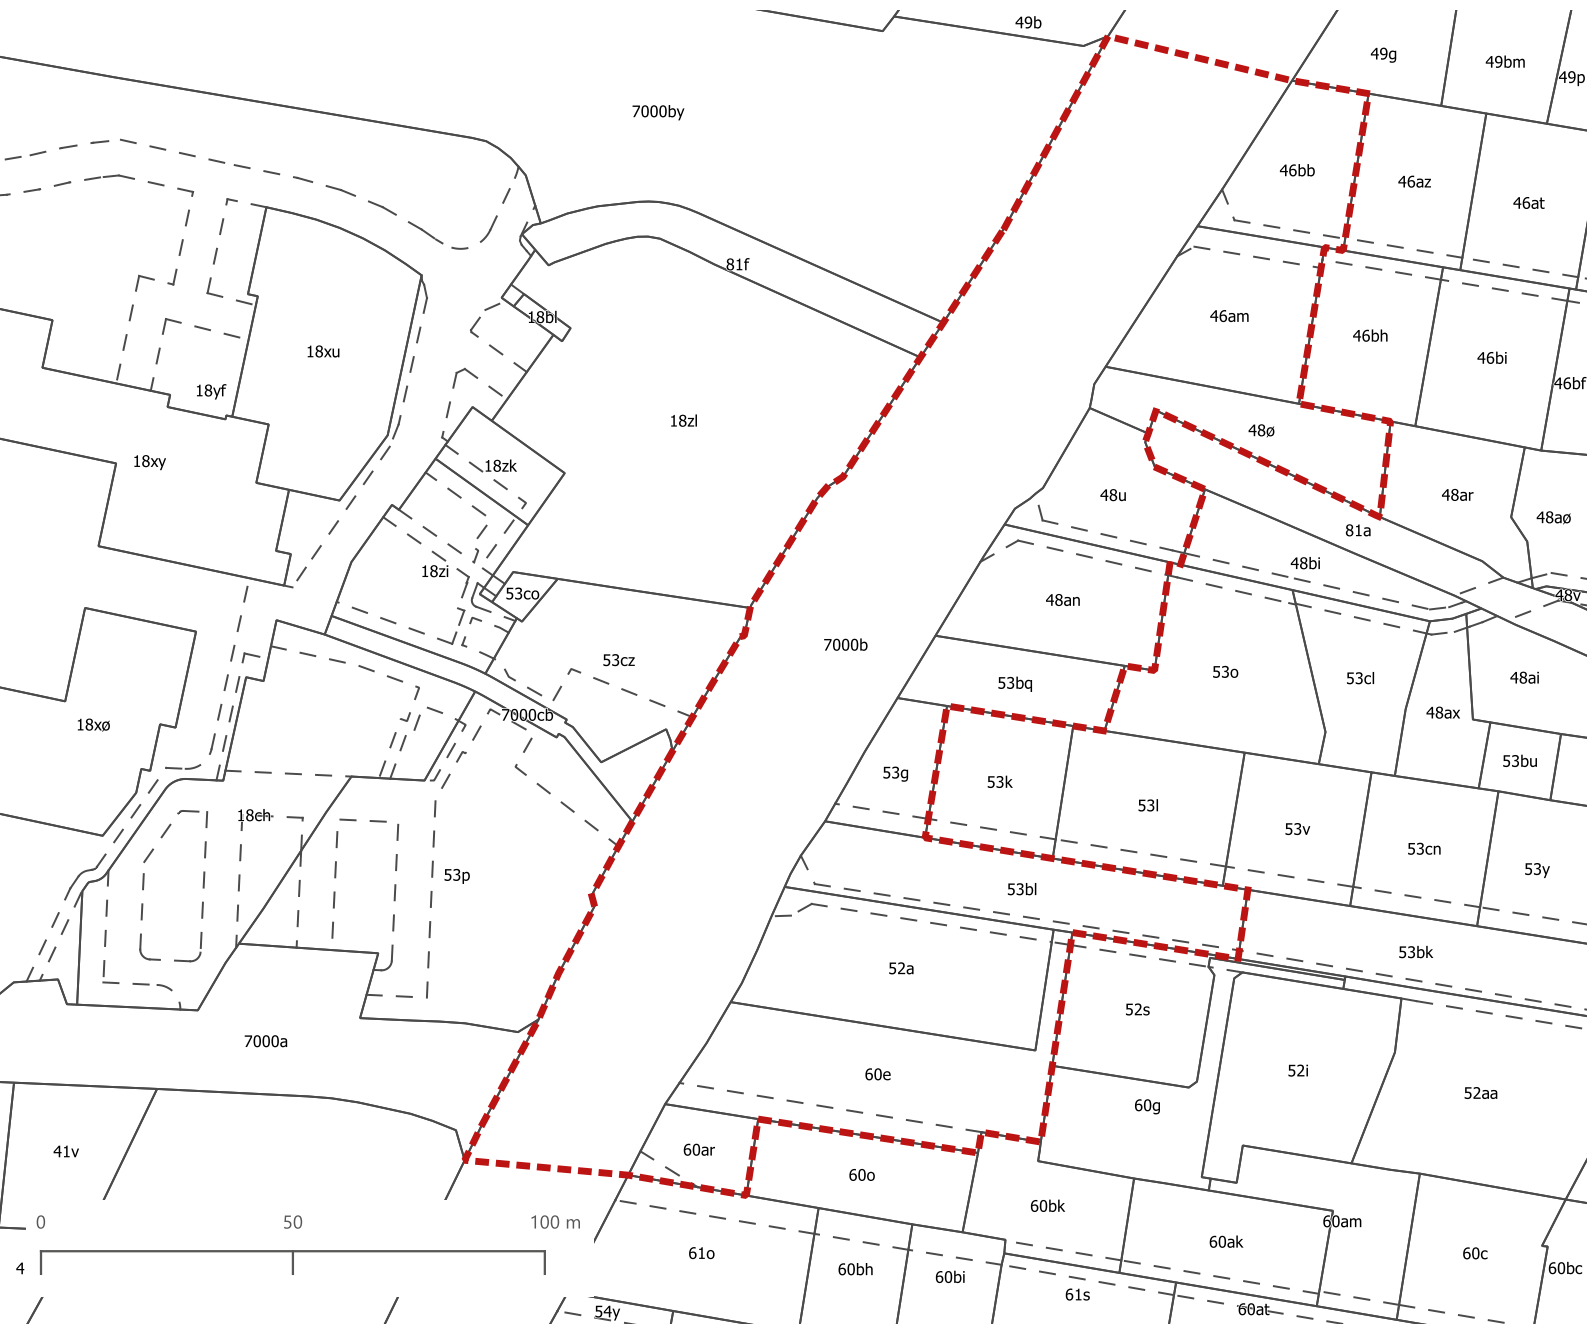 49b
49g
49bm
49p
7000by
46bb
46az
46at
81f
18bl
46am
46bh
46bi
46bf
18xu
18yf
18zl
48ø
18xy
18zk
48u
48ar
48aø
81a
48bi
18zi
53co
48an
48v
7000b
53cz
53bq
53o
53cl
48ai
48ax
7000cb
18xø
53g
53k
53l
53bu
18ch
53v
53cn
53y
53p
53bl
52a
53bk
52s
7000a
60e
52i
52aa
60g
41v
60ar
60o
60bk
60am
0 50 100 m
61o
60ak
60c
4
60bh
60bi
60bc
61s
54y
60at